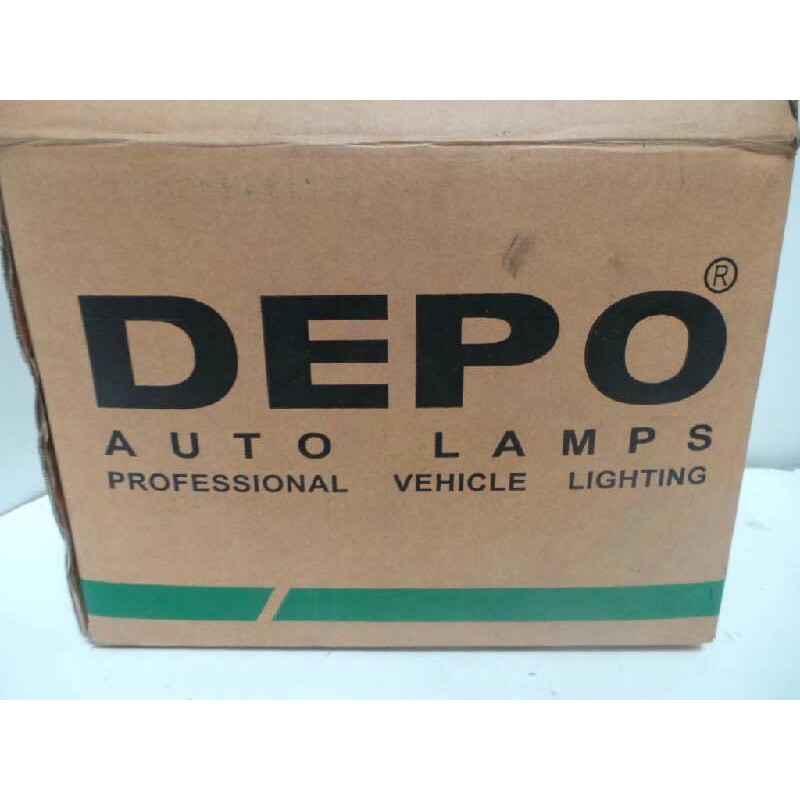 DEPO®
AUTO LAMPS
PROFESSIONAL VEHICLE LIGHTING